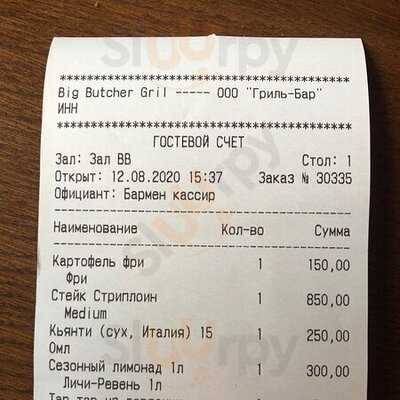 Sluurpy
****************************************
Big Butcher Gril ----- ООО "Гриль-Бар"
ИНН
****************************************
ГОСТЕВОЙ СЧЕТ
Зал: Зал BB Стол: 1
Открыт: 12.08.2020 15:37 Заказ № 30335
Официант: Бармен кассир
Наименование Кол-во Сумма
Картофель фри 1 150,00
Фри
Стейк Стриплоин 1 850,00
Medium
Кьянти (сух, Италия) 15 1 250,00
0мл
Сезонный лимонад 1л 1 300,00
Личи-Ревень 1л